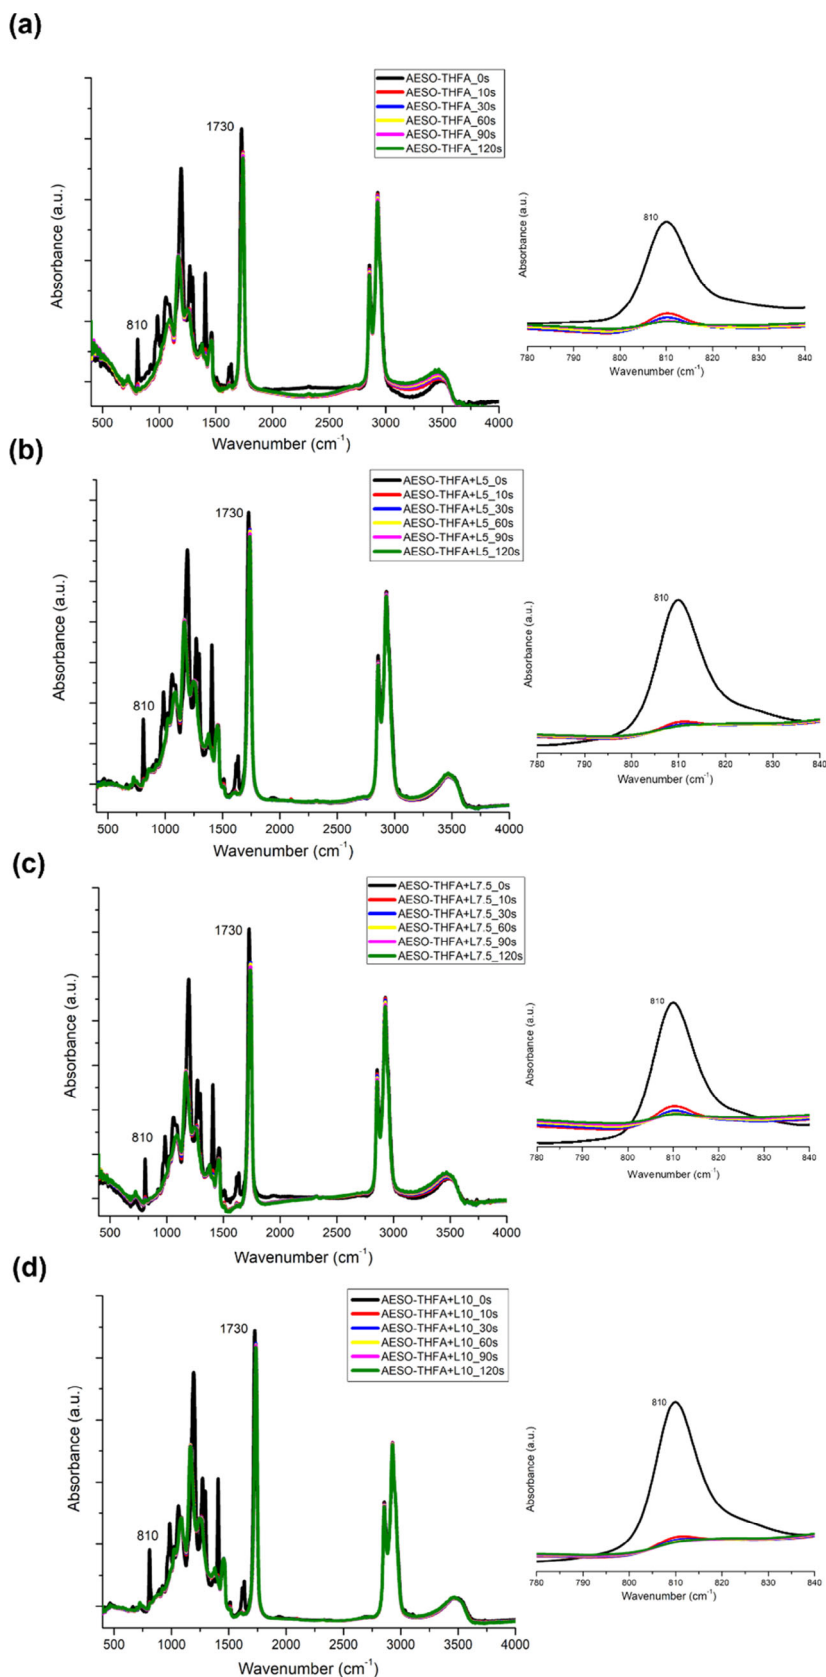 (a)
AESO-THFA_0s
AESO-THFA_10s
AESO-THFA_30s
AESO-THFA_60s
AESO-THFA_90s
AESO-THFA_120s
1730
810
Absorbance (a.u.)
500 1000 1500 2000 2500 3000 3500 4000
Wavenumber (cm⁻¹)
810
Absorbance (a.u.)
780 790 800 810 820 830 840
Wavenumber (cm⁻¹)
(b)
AESO-THFA+L5_0s
AESO-THFA+L5_10s
AESO-THFA+L5_30s
AESO-THFA+L5_60s
AESO-THFA+L5_90s
AESO-THFA+L5_120s
1730
810
Absorbance (a.u.)
500 1000 1500 2000 2500 3000 3500 4000
Wavenumber (cm⁻¹)
810
Absorbance (a.u.)
780 790 800 810 820 830 840
Wavenumber (cm⁻¹)
(c)
AESO-THFA+L7.5_0s
AESO-THFA+L7.5_10s
AESO-THFA+L7.5_30s
AESO-THFA+L7.5_60s
AESO-THFA+L7.5_90s
AESO-THFA+L7.5_120s
1730
810
Absorbance (a.u.)
500 1000 1500 2000 2500 3000 3500 4000
Wavenumber (cm⁻¹)
810
Absorbance (a.u.)
780 790 800 810 820 830 840
Wavenumber (cm⁻¹)
(d)
AESO-THFA+L10_0s
AESO-THFA+L10_10s
AESO-THFA+L10_30s
AESO-THFA+L10_60s
AESO-THFA+L10_90s
AESO-THFA+L10_120s
1730
810
Absorbance (a.u.)
500 1000 1500 2000 2500 3000 3500 4000
Wavenumber (cm⁻¹)
810
Absorbance (a.u.)
780 790 800 810 820 830 840
Wavenumber (cm⁻¹)